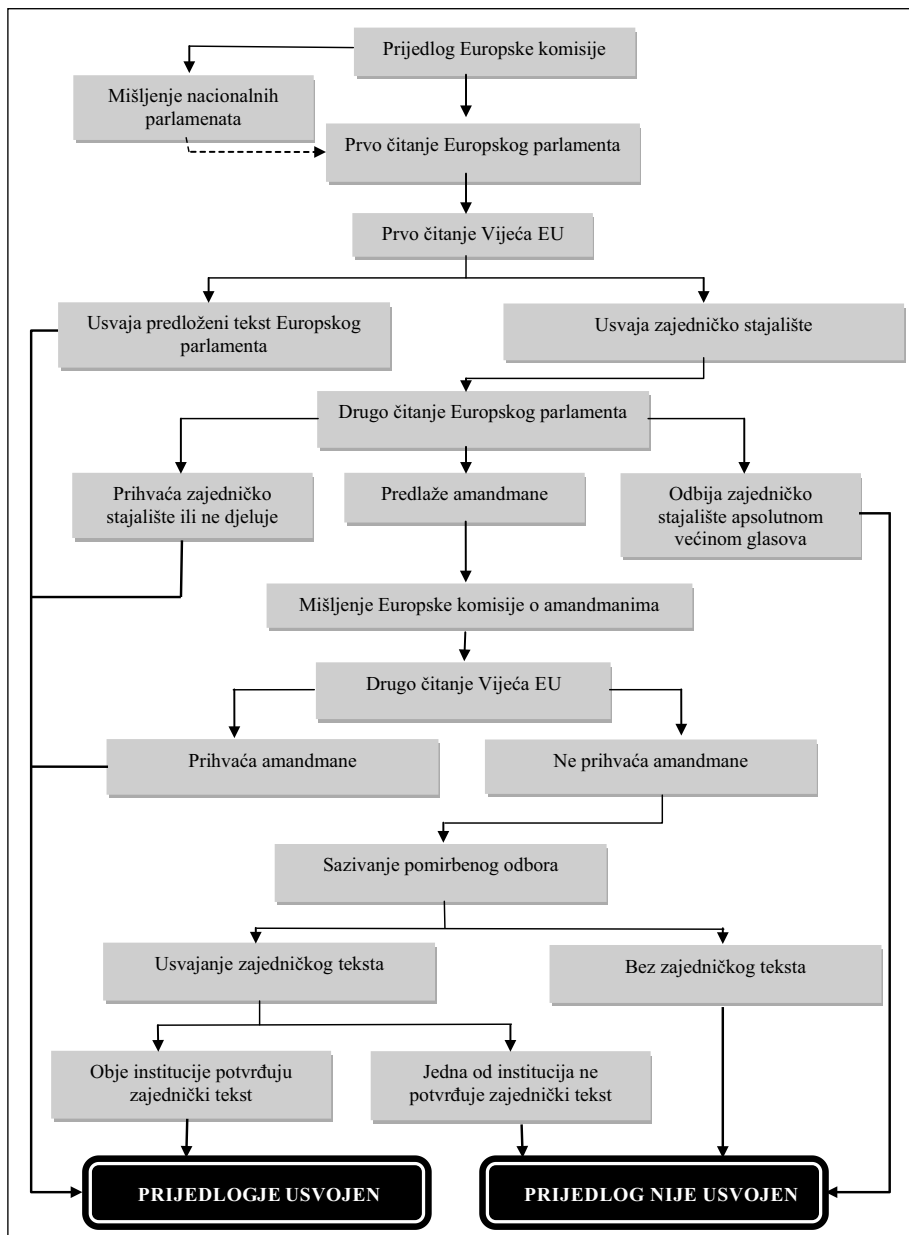 Prijedlog Europske komisije
Mišljenje nacionalnih
parlamenata
Prvo čitanje Europskog parlamenta
Prvo čitanje Vijeća EU
Usvaja predloženi tekst Europskog
parlamenta
Usvaja zajedničko stajalište
Drugo čitanje Europskog parlamenta
Prihvaća zajedničko
stajalište ili ne djeluje
Predlaže amandmane
Odbija zajedničko
stajalište apsolutnom
većinom glasova
Mišljenje Europske komisije o amandmanima
Drugo čitanje Vijeća EU
Prihvaća amandmane
Ne prihvaća amandmane
Sazivanje pomirbenog odbora
Usvajanje zajedničkog teksta
Bez zajedničkog teksta
Obje institucije potvrđuju
zajednički tekst
Jedna od institucija ne
potvrđuje zajednički tekst
PRIJEDLOGJE USVOJEN
PRIJEDLOG NIJE USVOJEN